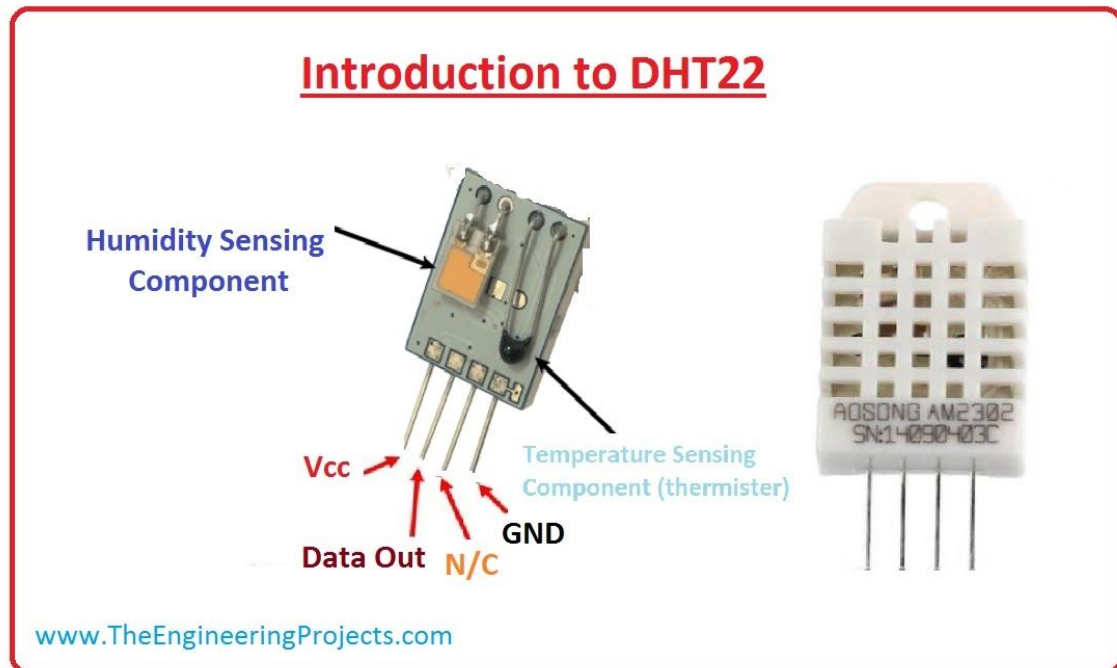 Introduction to DHT22
Humidity Sensing
Component
Vcc
Data Out
N/C
GND
Temperature Sensing
Component (thermister)
AOSONG AM2302
SN:14090403C
www.TheEngineeringProjects.com